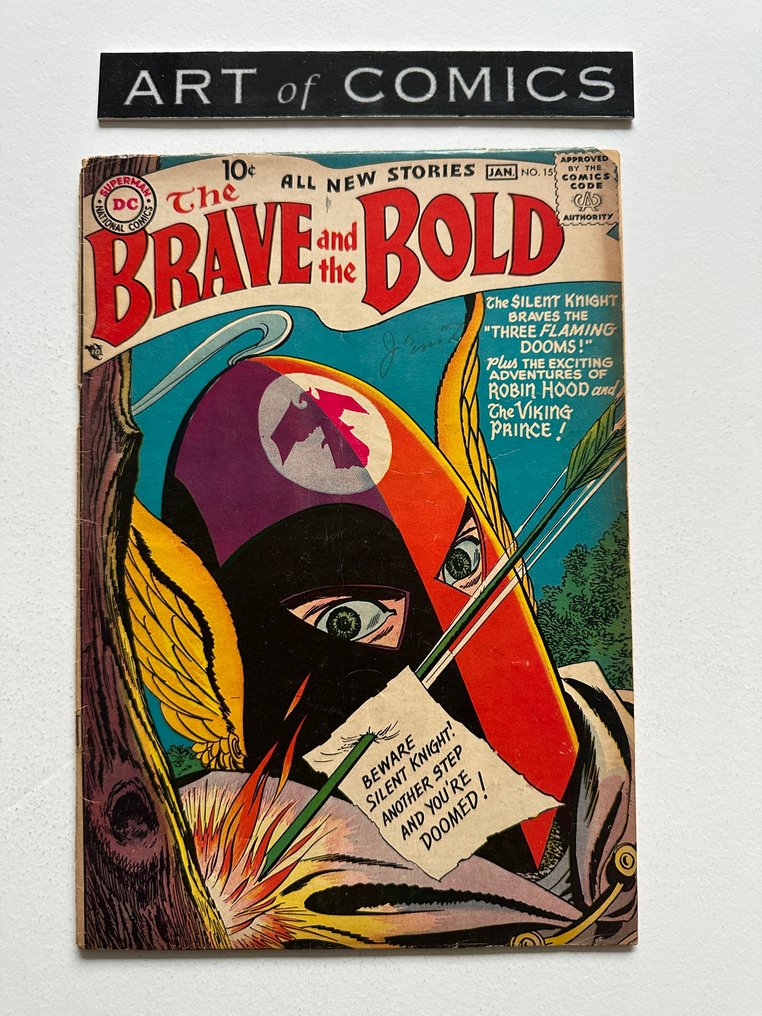 ART of COMICS
10¢
ALL NEW STORIES JAN. NO. 15
APPROVED
BY THE
COMICS
CODE
AUTHORITY
SUPERMAN
DC
NATIONAL COMICS
The
BRAVE and the BOLD
The SILENT KNIGHT
BRAVES THE
"THREE FLAMING
DOOMS!"
Plus THE EXCITING
ADVENTURES OF
ROBIN HOOD and
The VIKING
PRINCE!
BEWARE
SILENT KNIGHT!
ANOTHER STEP
AND YOU'RE
DOOMED!